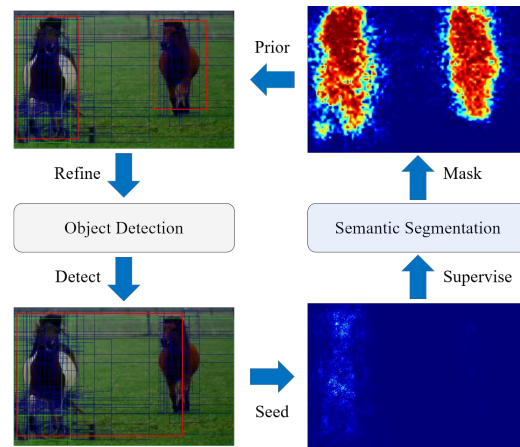 Prior
Refine
Mask
Object Detection
Semantic Segmentation
Detect
Supervise
Seed